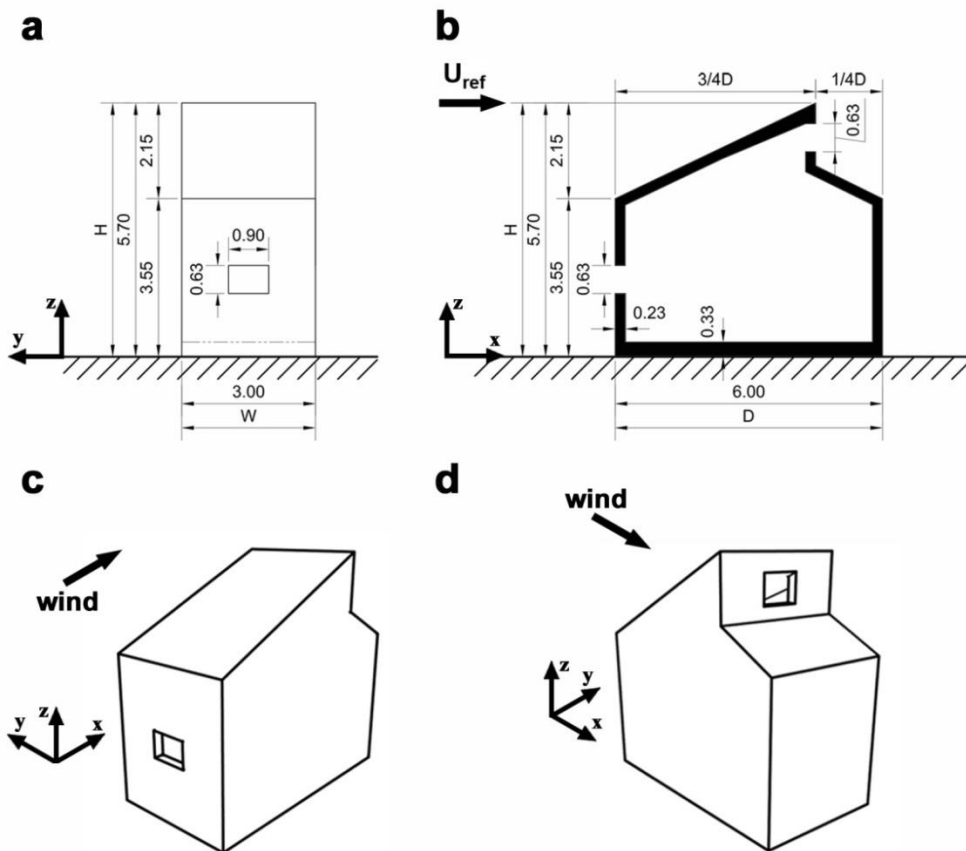 a
H
5.70
2.15
3.55
0.90
0.63
z
y
3.00
W
b
U_ref
3/4D
1/4D
0.63
H
5.70
2.15
3.55
0.63
0.23
0.33
z
x
6.00
D
c
wind
y
z
x
d
wind
z
y
x